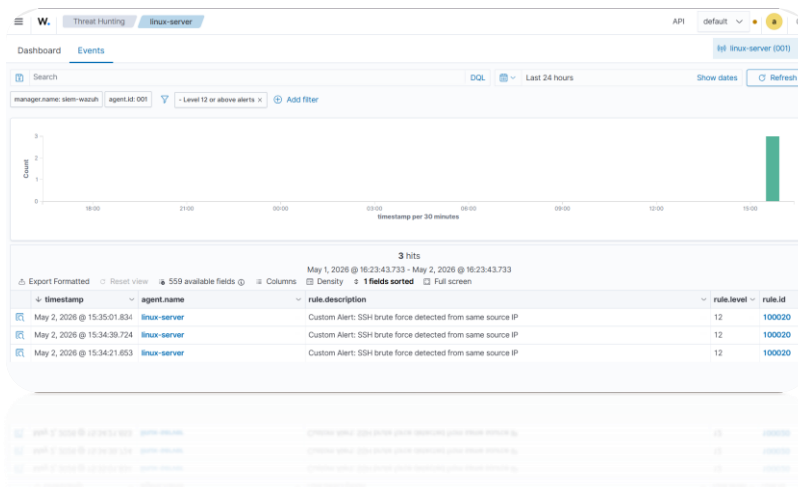 W. Threat Hunting linux-server API default a
Dashboard Events linux-server (001)
Search DQL Last 24 hours Show dates Refresh
manager.name: siem-wazuh agent.id: 001 - Level 12 or above alerts × Add filter
3
2
1
0
Count
18:00 21:00 00:00 03:00 06:00 09:00 12:00 15:00
timestamp per 30 minutes
3 hits
May 1, 2026 @ 16:23:43.733 - May 2, 2026 @ 16:23:43.733
Export Formatted Reset view 559 available fields Columns Density 1 fields sorted Full screen
timestamp agent.name rule.description rule.level rule.id
May 2, 2026 @ 15:35:01.834 linux-server Custom Alert: SSH brute force detected from same source IP 12 100020
May 2, 2026 @ 15:34:39.724 linux-server Custom Alert: SSH brute force detected from same source IP 12 100020
May 2, 2026 @ 15:34:21.653 linux-server Custom Alert: SSH brute force detected from same source IP 12 100020